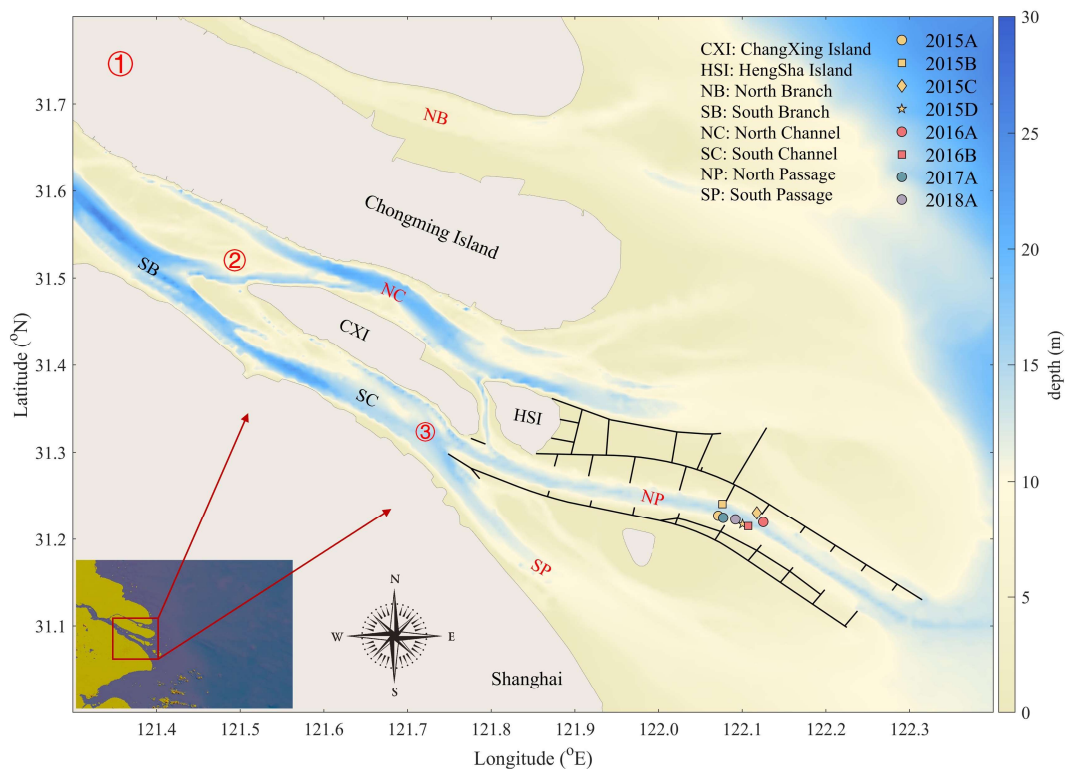 ①
②
③
NB
SB
NC
SC
NP
SP
CXI
HSI
Chongming Island
Shanghai
CXI: ChangXing Island
HSI: HengSha Island
NB: North Branch
SB: South Branch
NC: North Channel
SC: South Channel
NP: North Passage
SP: South Passage
2015A
2015B
2015C
2015D
2016A
2016B
2017A
2018A
N
W
E
S
31.7
31.6
31.5
31.4
31.3
31.2
31.1
Latitude (°N)
121.4 121.5 121.6 121.7 121.8 121.9 122.0 122.1 122.2 122.3
Longitude (°E)
30
25
20
15
10
5
0
depth (m)